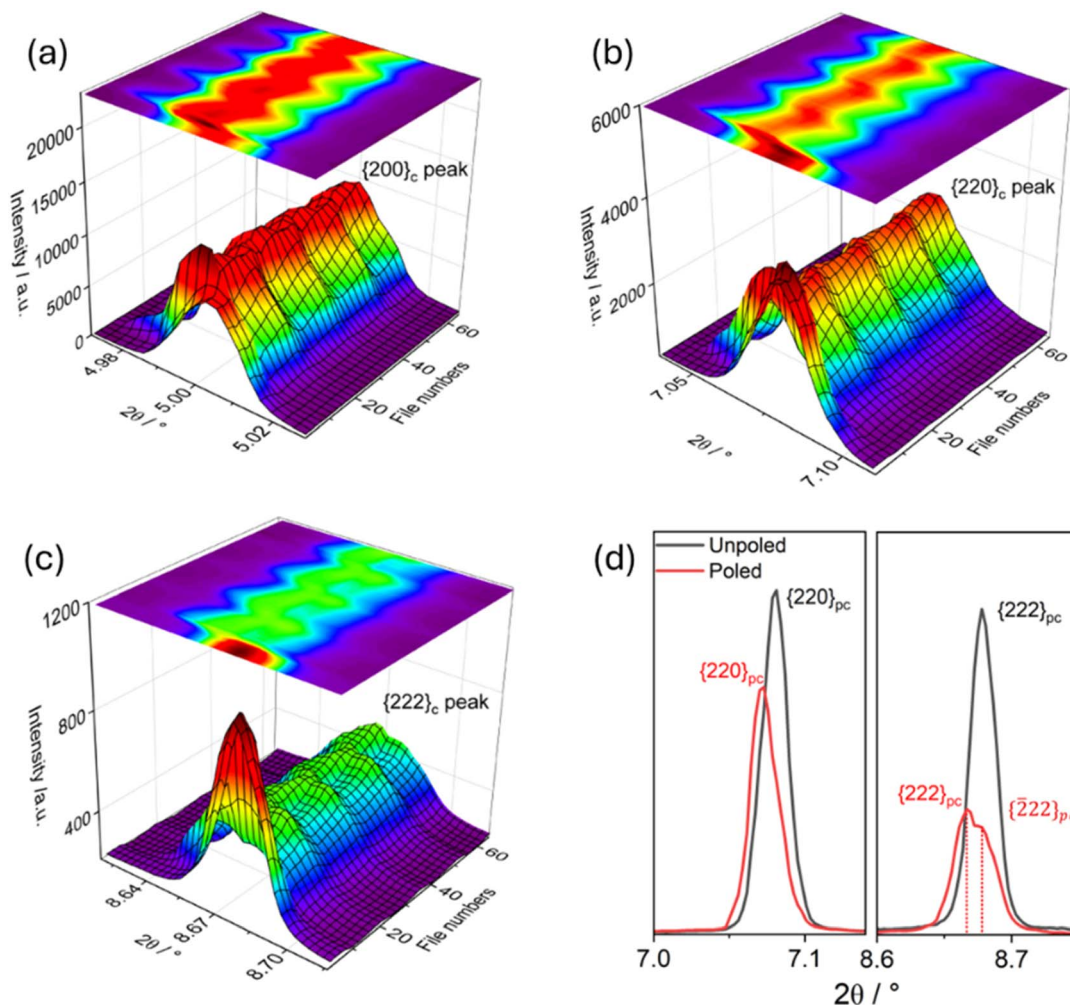 (a)
{200}c peak
Intensity / a.u.
20000
15000
10000
5000
0
4.98
5.00
5.02
2θ / °
20
40
60
File numbers
(b)
{220}c peak
Intensity / a.u.
6000
4000
2000
7.05
7.10
2θ / °
20
40
60
File numbers
(c)
{222}c peak
Intensity /a.u.
1200
800
400
8.64
8.67
8.70
2θ / °
20
40
60
File numbers
(d)
Unpoled
Poled
{220}pc
{220}pc
{222}pc
{222}pc
{2̄22}p
7.0
7.1
8.6
8.7
2θ / °